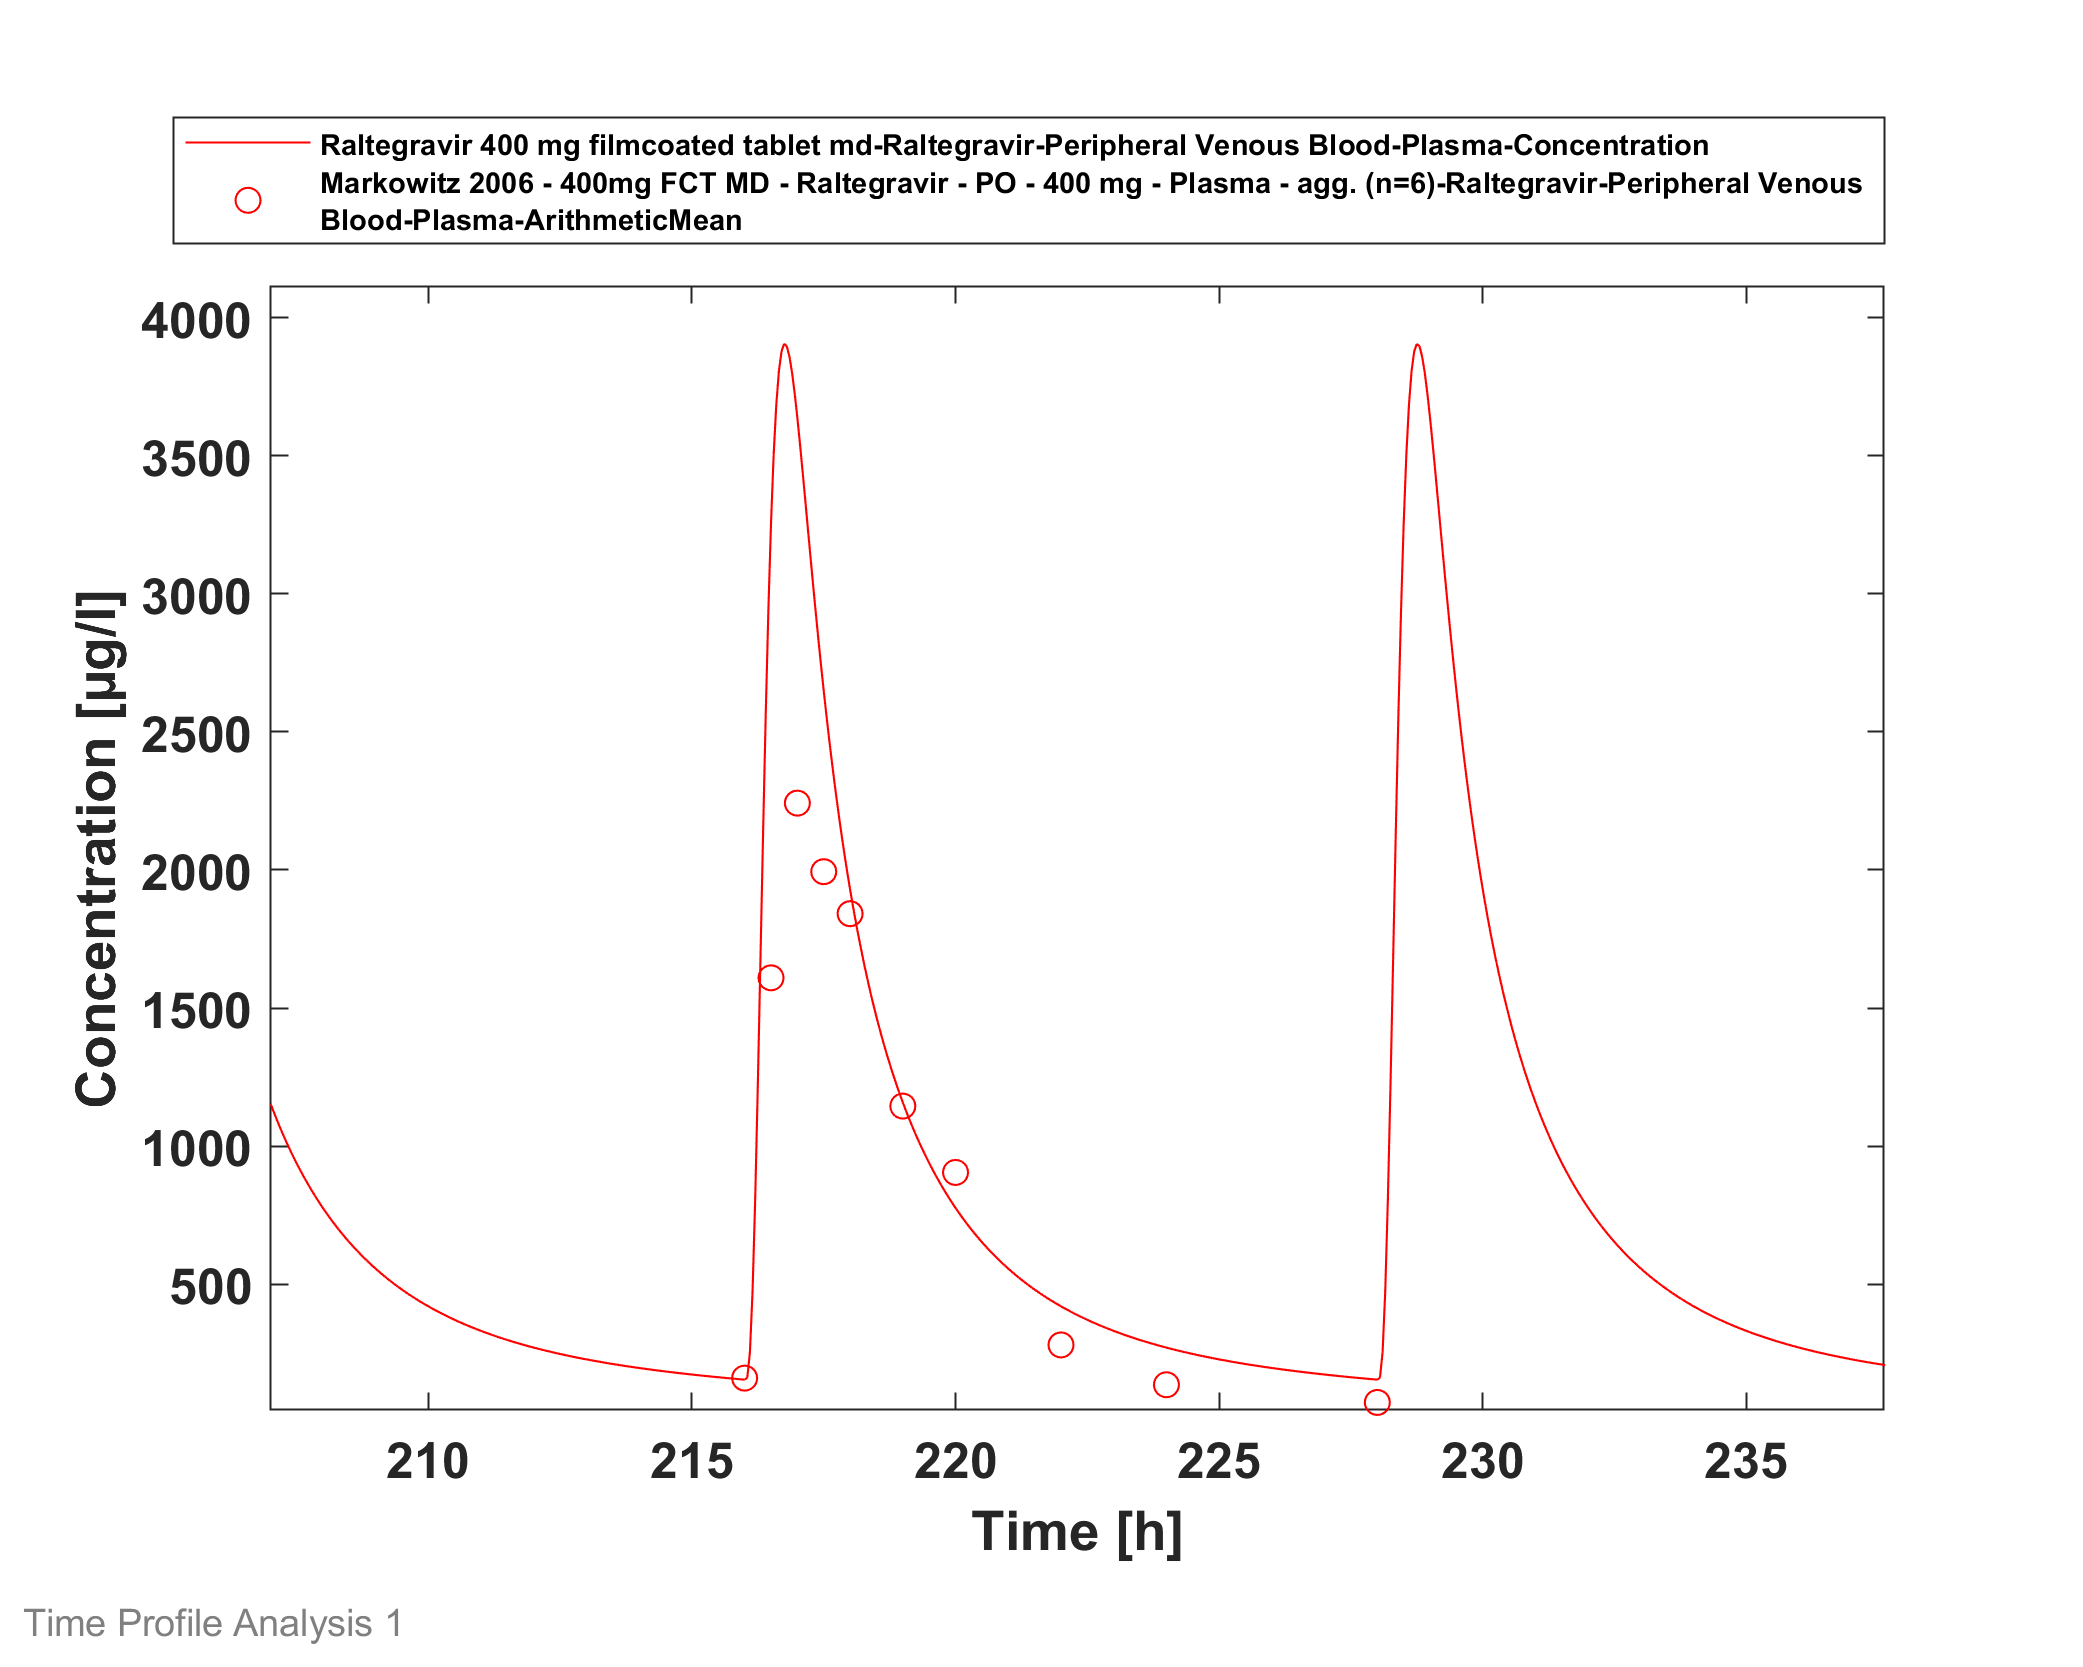 Raltegravir 400 mg filmcoated tablet md-Raltegravir-Peripheral Venous Blood-Plasma-Concentration
Markowitz 2006 - 400mg FCT MD - Raltegravir - PO - 400 mg - Plasma - agg. (n=6)-Raltegravir-Peripheral Venous
Blood-Plasma-ArithmeticMean
4000
3500
3000
2500
2000
1500
1000
500
Concentration [µg/l]
210 215 220 225 230 235
Time [h]
Time Profile Analysis 1